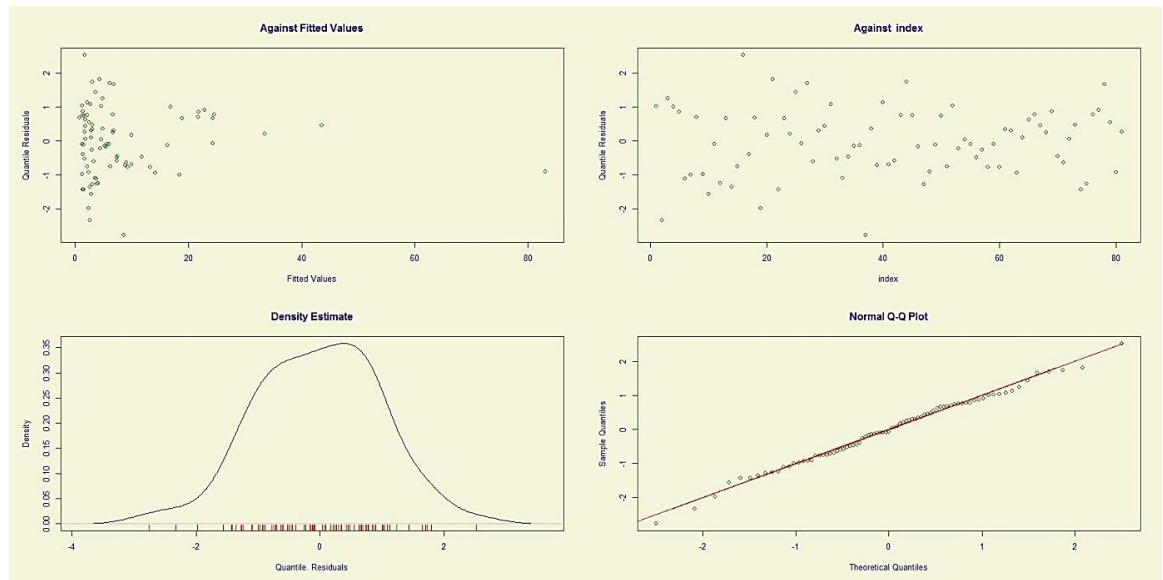 Against Fitted Values
Quantile Residuals
2
1
0
-1
-2
0 20 40 60 80
Fitted Values
Against index
Quantile Residuals
2
1
0
-1
-2
0 20 40 60 80
index
Density Estimate
Density
0.35
0.30
0.25
0.20
0.15
0.10
0.05
0.00
-4 -2 0 2
Quantile. Residuals
Normal Q-Q Plot
Sample Quantiles
2
1
0
-1
-2
-2 -1 0 1 2
Theoretical Quantiles